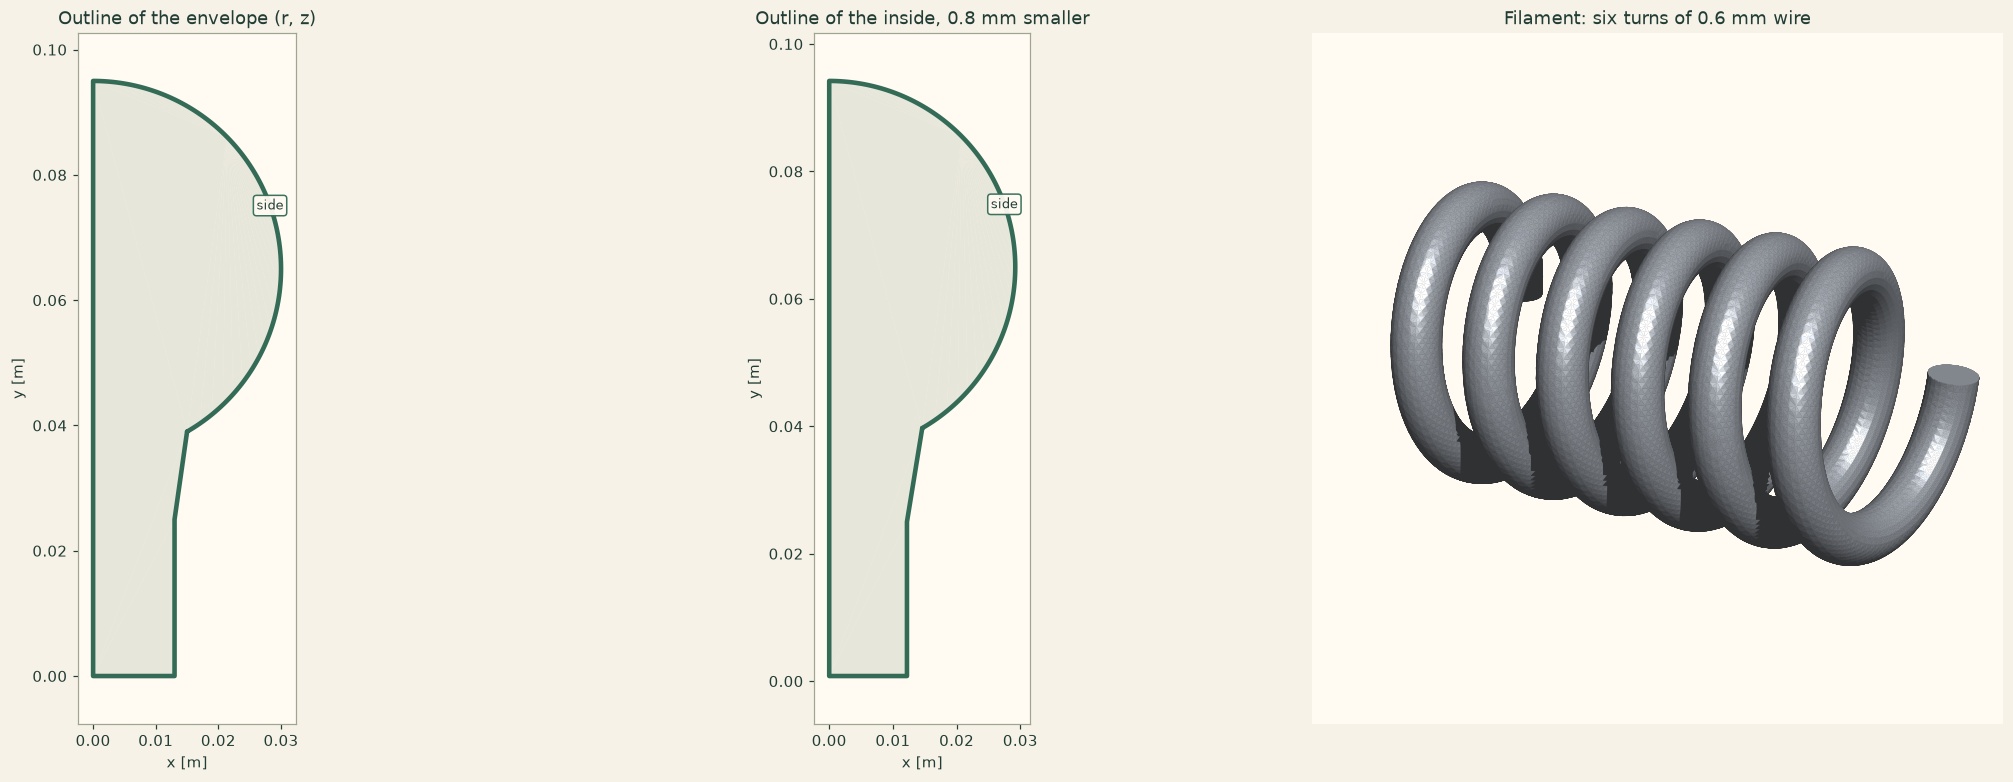 Outline of the envelope (r, z)
0.10
0.08
0.06
0.04
0.02
0.00
side
y [m]
0.00 0.01 0.02 0.03
x [m]
Outline of the inside, 0.8 mm smaller
0.10
0.08
0.06
0.04
0.02
0.00
side
y [m]
0.00 0.01 0.02 0.03
x [m]
Filament: six turns of 0.6 mm wire